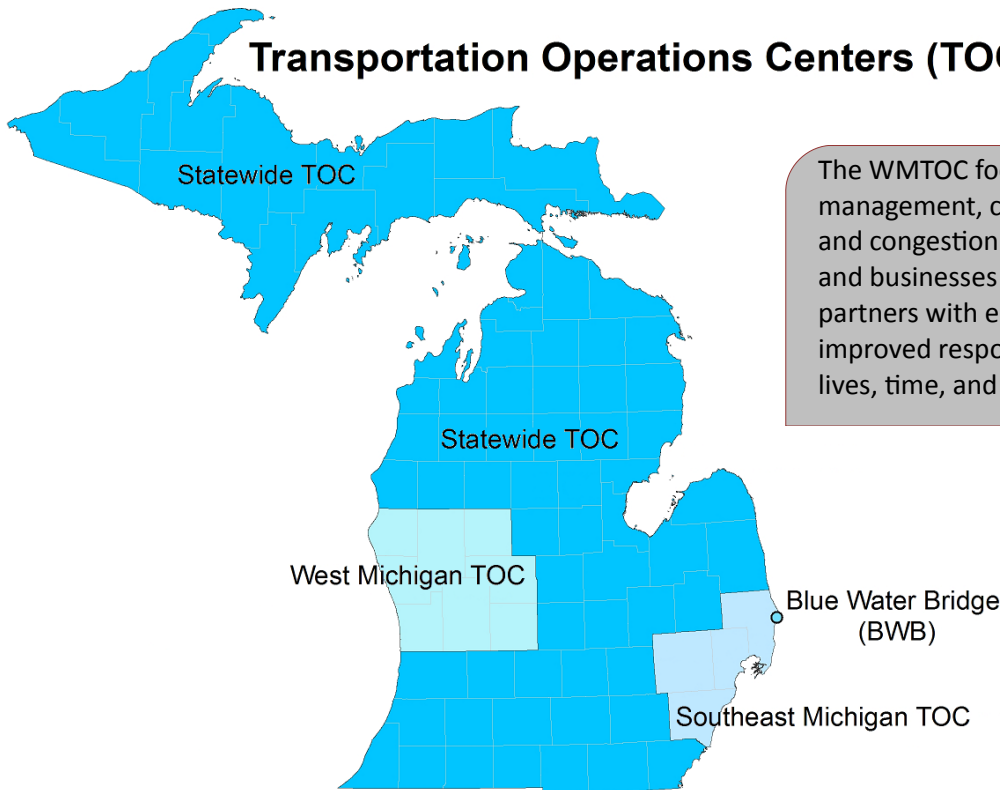 Transportation Operations Centers (TOC
The WMTOC fo
management, c
and congestion
and businesses
partners with e
improved respo
lives, time, and
Statewide TOC
Statewide TOC
West Michigan TOC
Blue Water Bridge
(BWB)
Southeast Michigan TOC